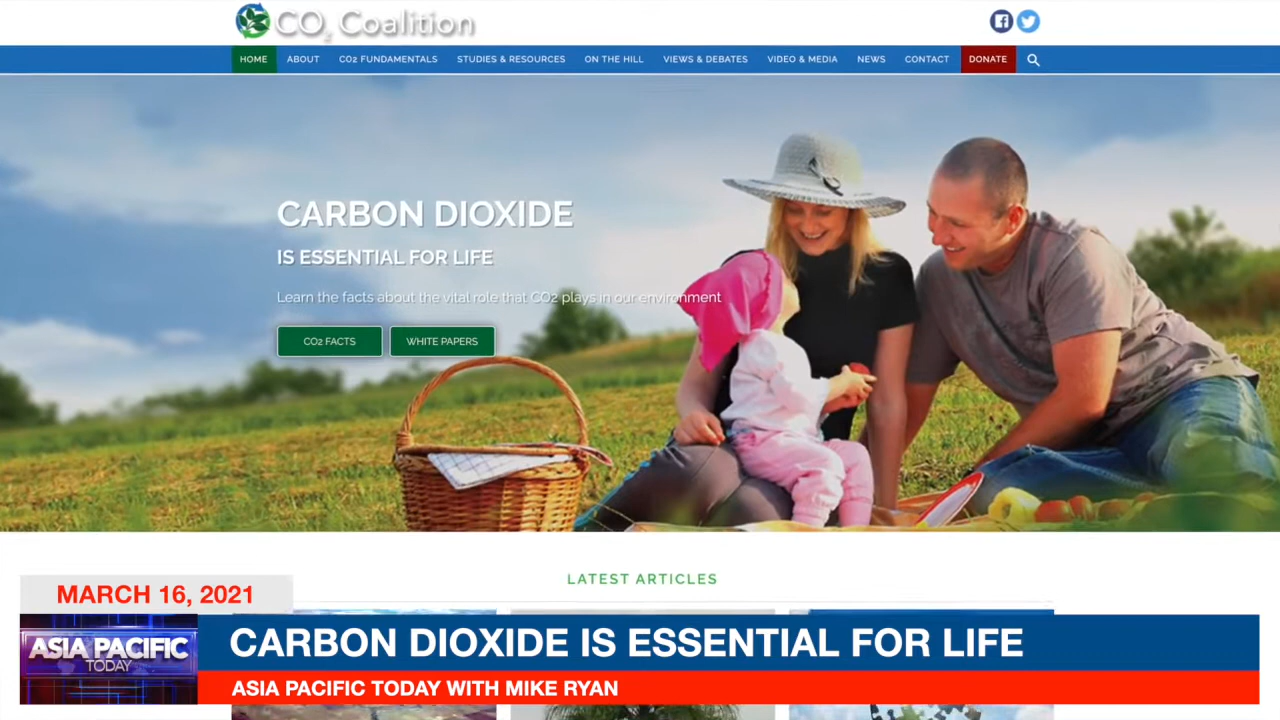 CO2 Coalition
HOME ABOUT CO2 FUNDAMENTALS STUDIES & RESOURCES ON THE HILL VIEWS & DEBATES VIDEO & MEDIA NEWS CONTACT DONATE
CARBON DIOXIDE
IS ESSENTIAL FOR LIFE
Learn the facts about the vital role that CO2 plays in our environment
CO2 FACTS WHITE PAPERS
LATEST ARTICLES
MARCH 16, 2021
ASIA PACIFIC
TODAY
CARBON DIOXIDE IS ESSENTIAL FOR LIFE
ASIA PACIFIC TODAY WITH MIKE RYAN